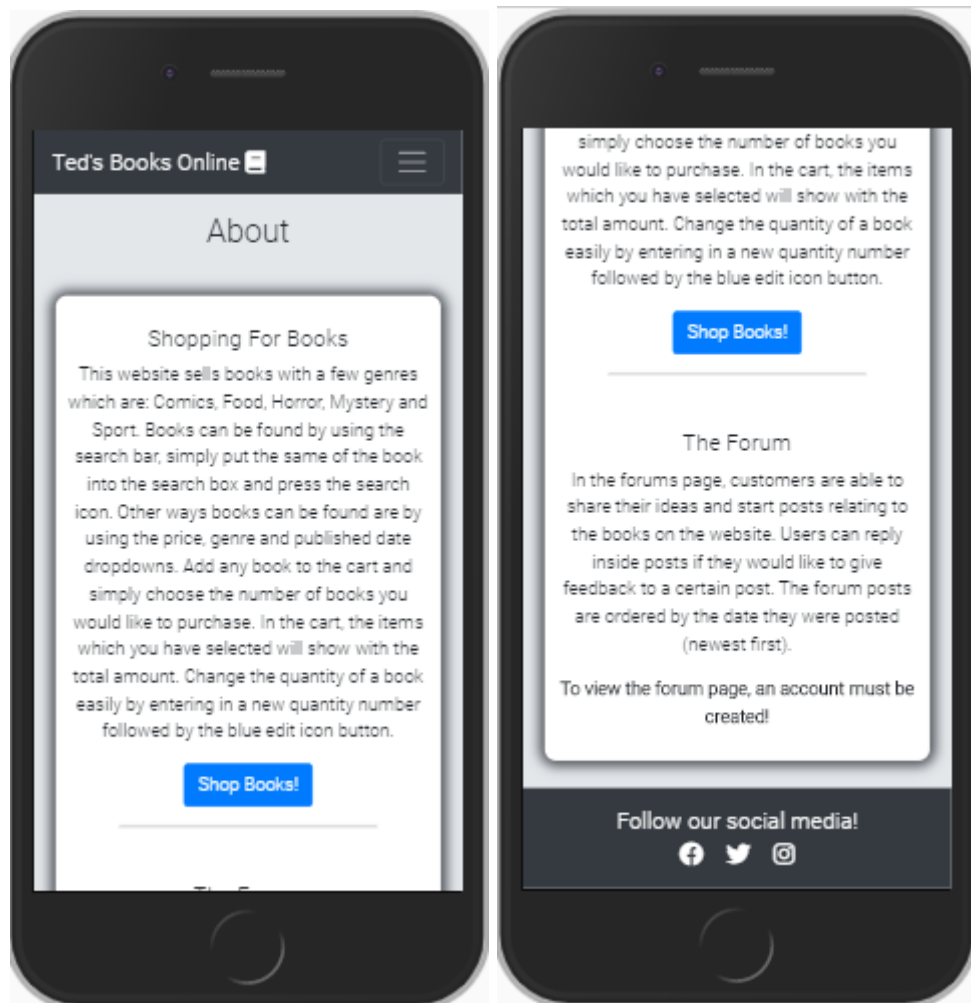 Ted's Books Online
About
Shopping For Books
This website sells books with a few genres
which are: Comics, Food, Horror, Mystery and
Sport. Books can be found by using the
search bar, simply put the same of the book
into the search box and press the search
icon. Other ways books can be found are by
using the price, genre and published date
dropdowns. Add any book to the cart and
simply choose the number of books you
would like to purchase. In the cart, the items
which you have selected will show with the
total amount. Change the quantity of a book
easily by entering in a new quantity number
followed by the blue edit icon button.
Shop Books!
simply choose the number of books you
would like to purchase. In the cart, the items
which you have selected will show with the
total amount. Change the quantity of a book
easily by entering in a new quantity number
followed by the blue edit icon button.
Shop Books!
The Forum
In the forums page, customers are able to
share their ideas and start posts relating to
the books on the website. Users can reply
inside posts if they would like to give
feedback to a certain post. The forum posts
are ordered by the date they were posted
(newest first).
To view the forum page, an account must be
created!
Follow our social media!